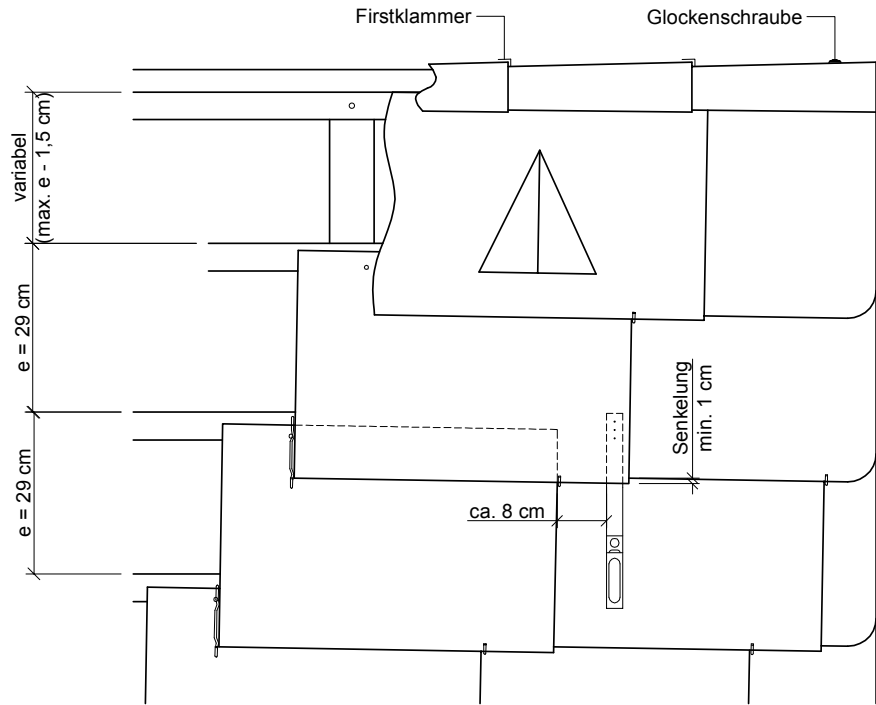 Firstklammer
Glockenschraube
variabel
(max. e - 1,5 cm)
e = 29 cm
Senkelung
min. 1 cm
e = 29 cm
ca. 8 cm